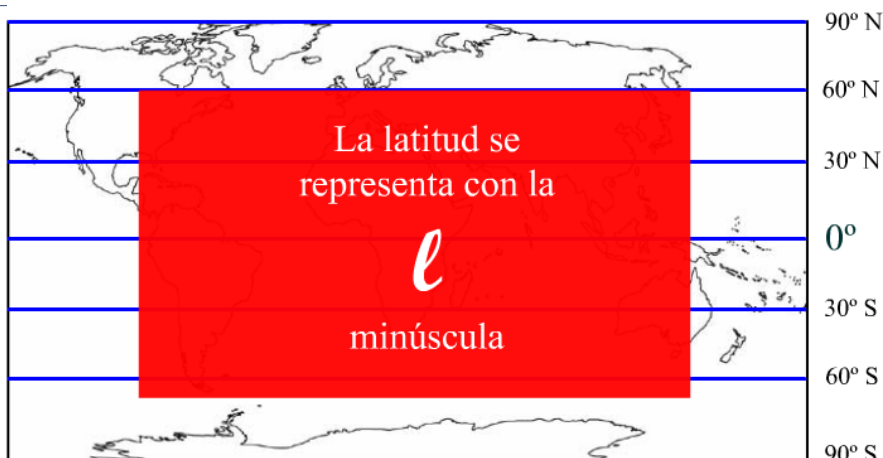 90º N
60º N
La latitud se
representa con la
30º N
ℓ
0º
minúscula
30º S
60º S
90º S